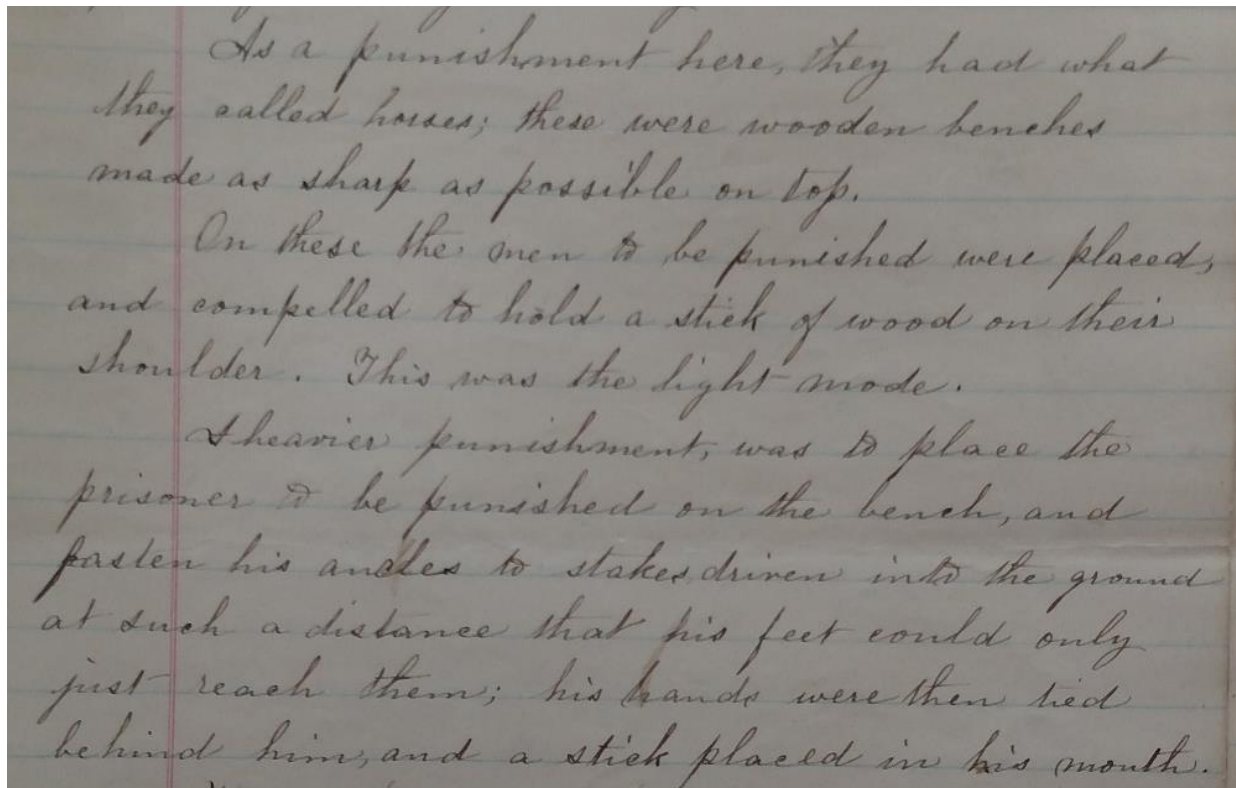 As a punishment here, they had what
they called horses; these were wooden benches
made as sharp as possible on top.
On these the men to be punished were placed,
and compelled to hold a stick of wood on their
shoulder. This was the light mode.
A heavier punishment, was to place the
prisoner to be punished on the bench, and
fasten his ancles to stakes driven into the ground
at such a distance that his feet could only
just reach them; his hands were then tied
behind him, and a stick placed in his mouth.